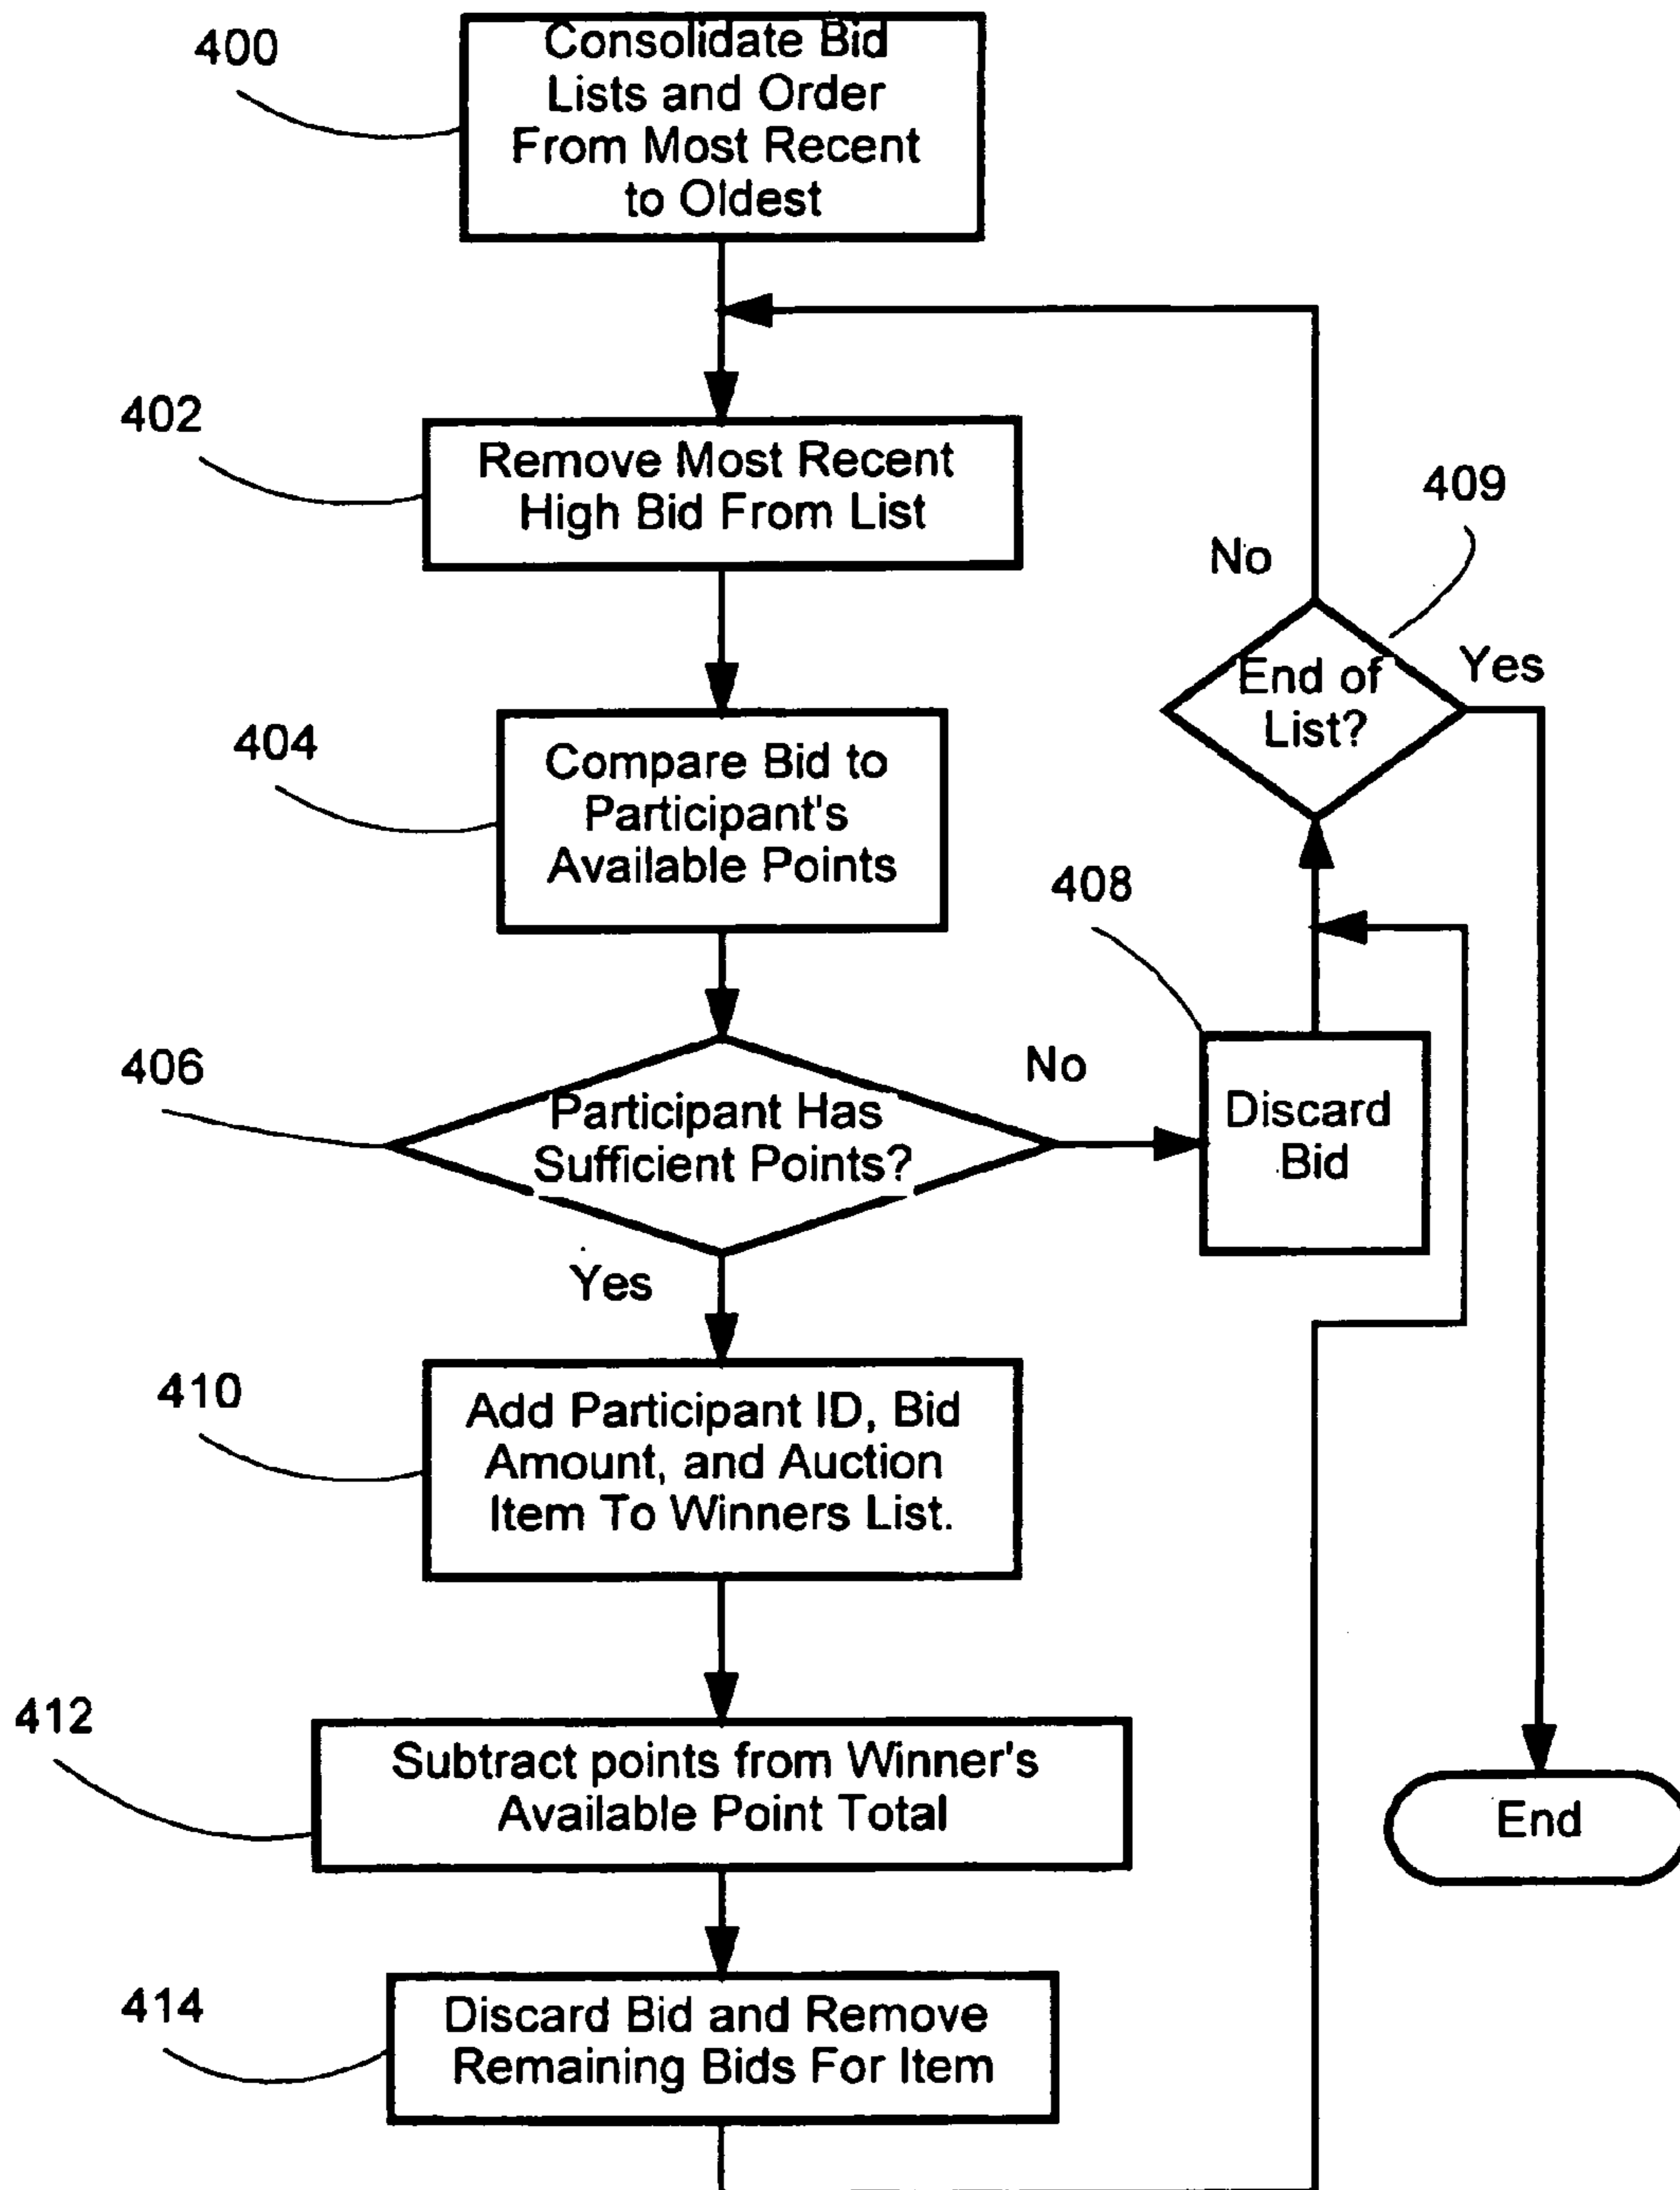 400
Consolidate Bid
Lists and Order
From Most Recent
to Oldest
402
Remove Most Recent
High Bid From List
409
No
End of
List?
Yes
404
Compare Bid to
Participant's
Available Points
408
406
Participant Has
Sufficient Points?
No
Discard
Bid
Yes
410
Add Participant ID, Bid
Amount, and Auction
Item To Winners List.
412
Subtract points from Winner's
Available Point Total
End
414
Discard Bid and Remove
Remaining Bids For Item